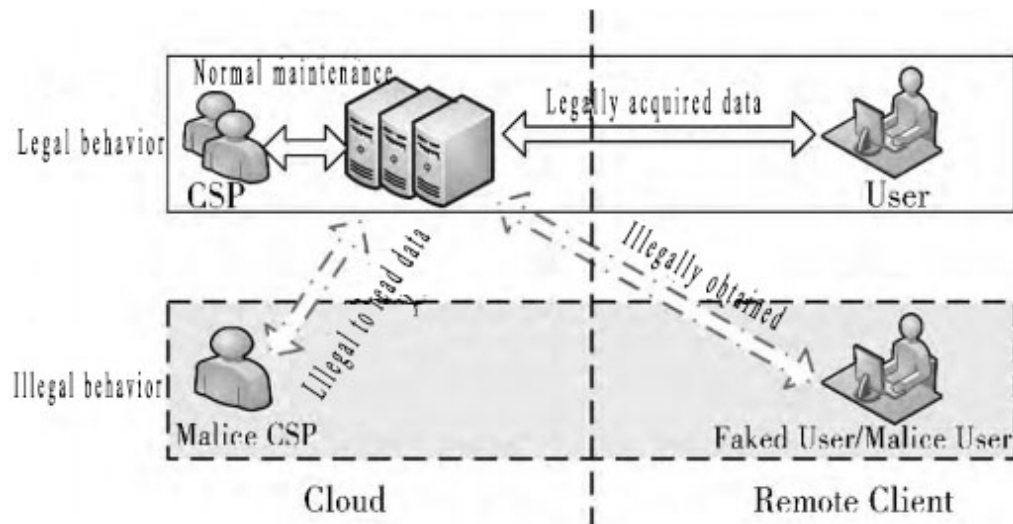 Normal maintenance
Legally acquired data
Legal behavior
CSP
User
Lllegal to read data
Illegally obtained
Illegal behavior
Malice CSP
Faked User/Malice User
Cloud
Remote Client